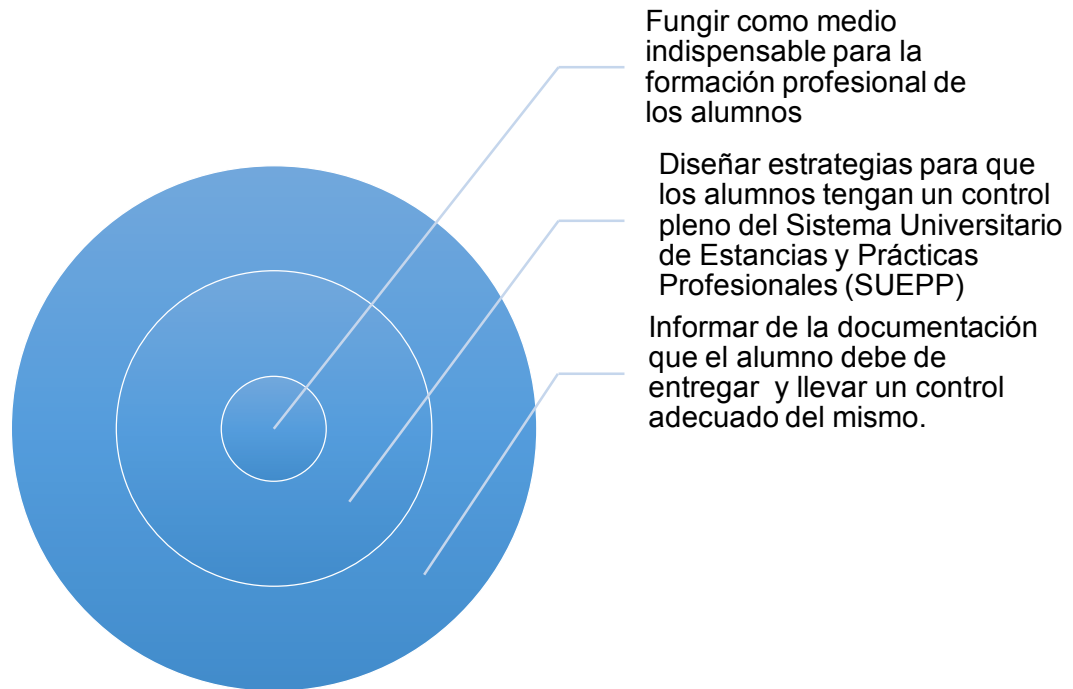 Fungir como medio
indispensable para la
formación profesional de
los alumnos
Diseñar estrategias para que
los alumnos tengan un control
pleno del Sistema Universitario
de Estancias y Prácticas
Profesionales (SUEPP)
Informar de la documentación
que el alumno debe de
entregar  y llevar un control
adecuado del mismo.